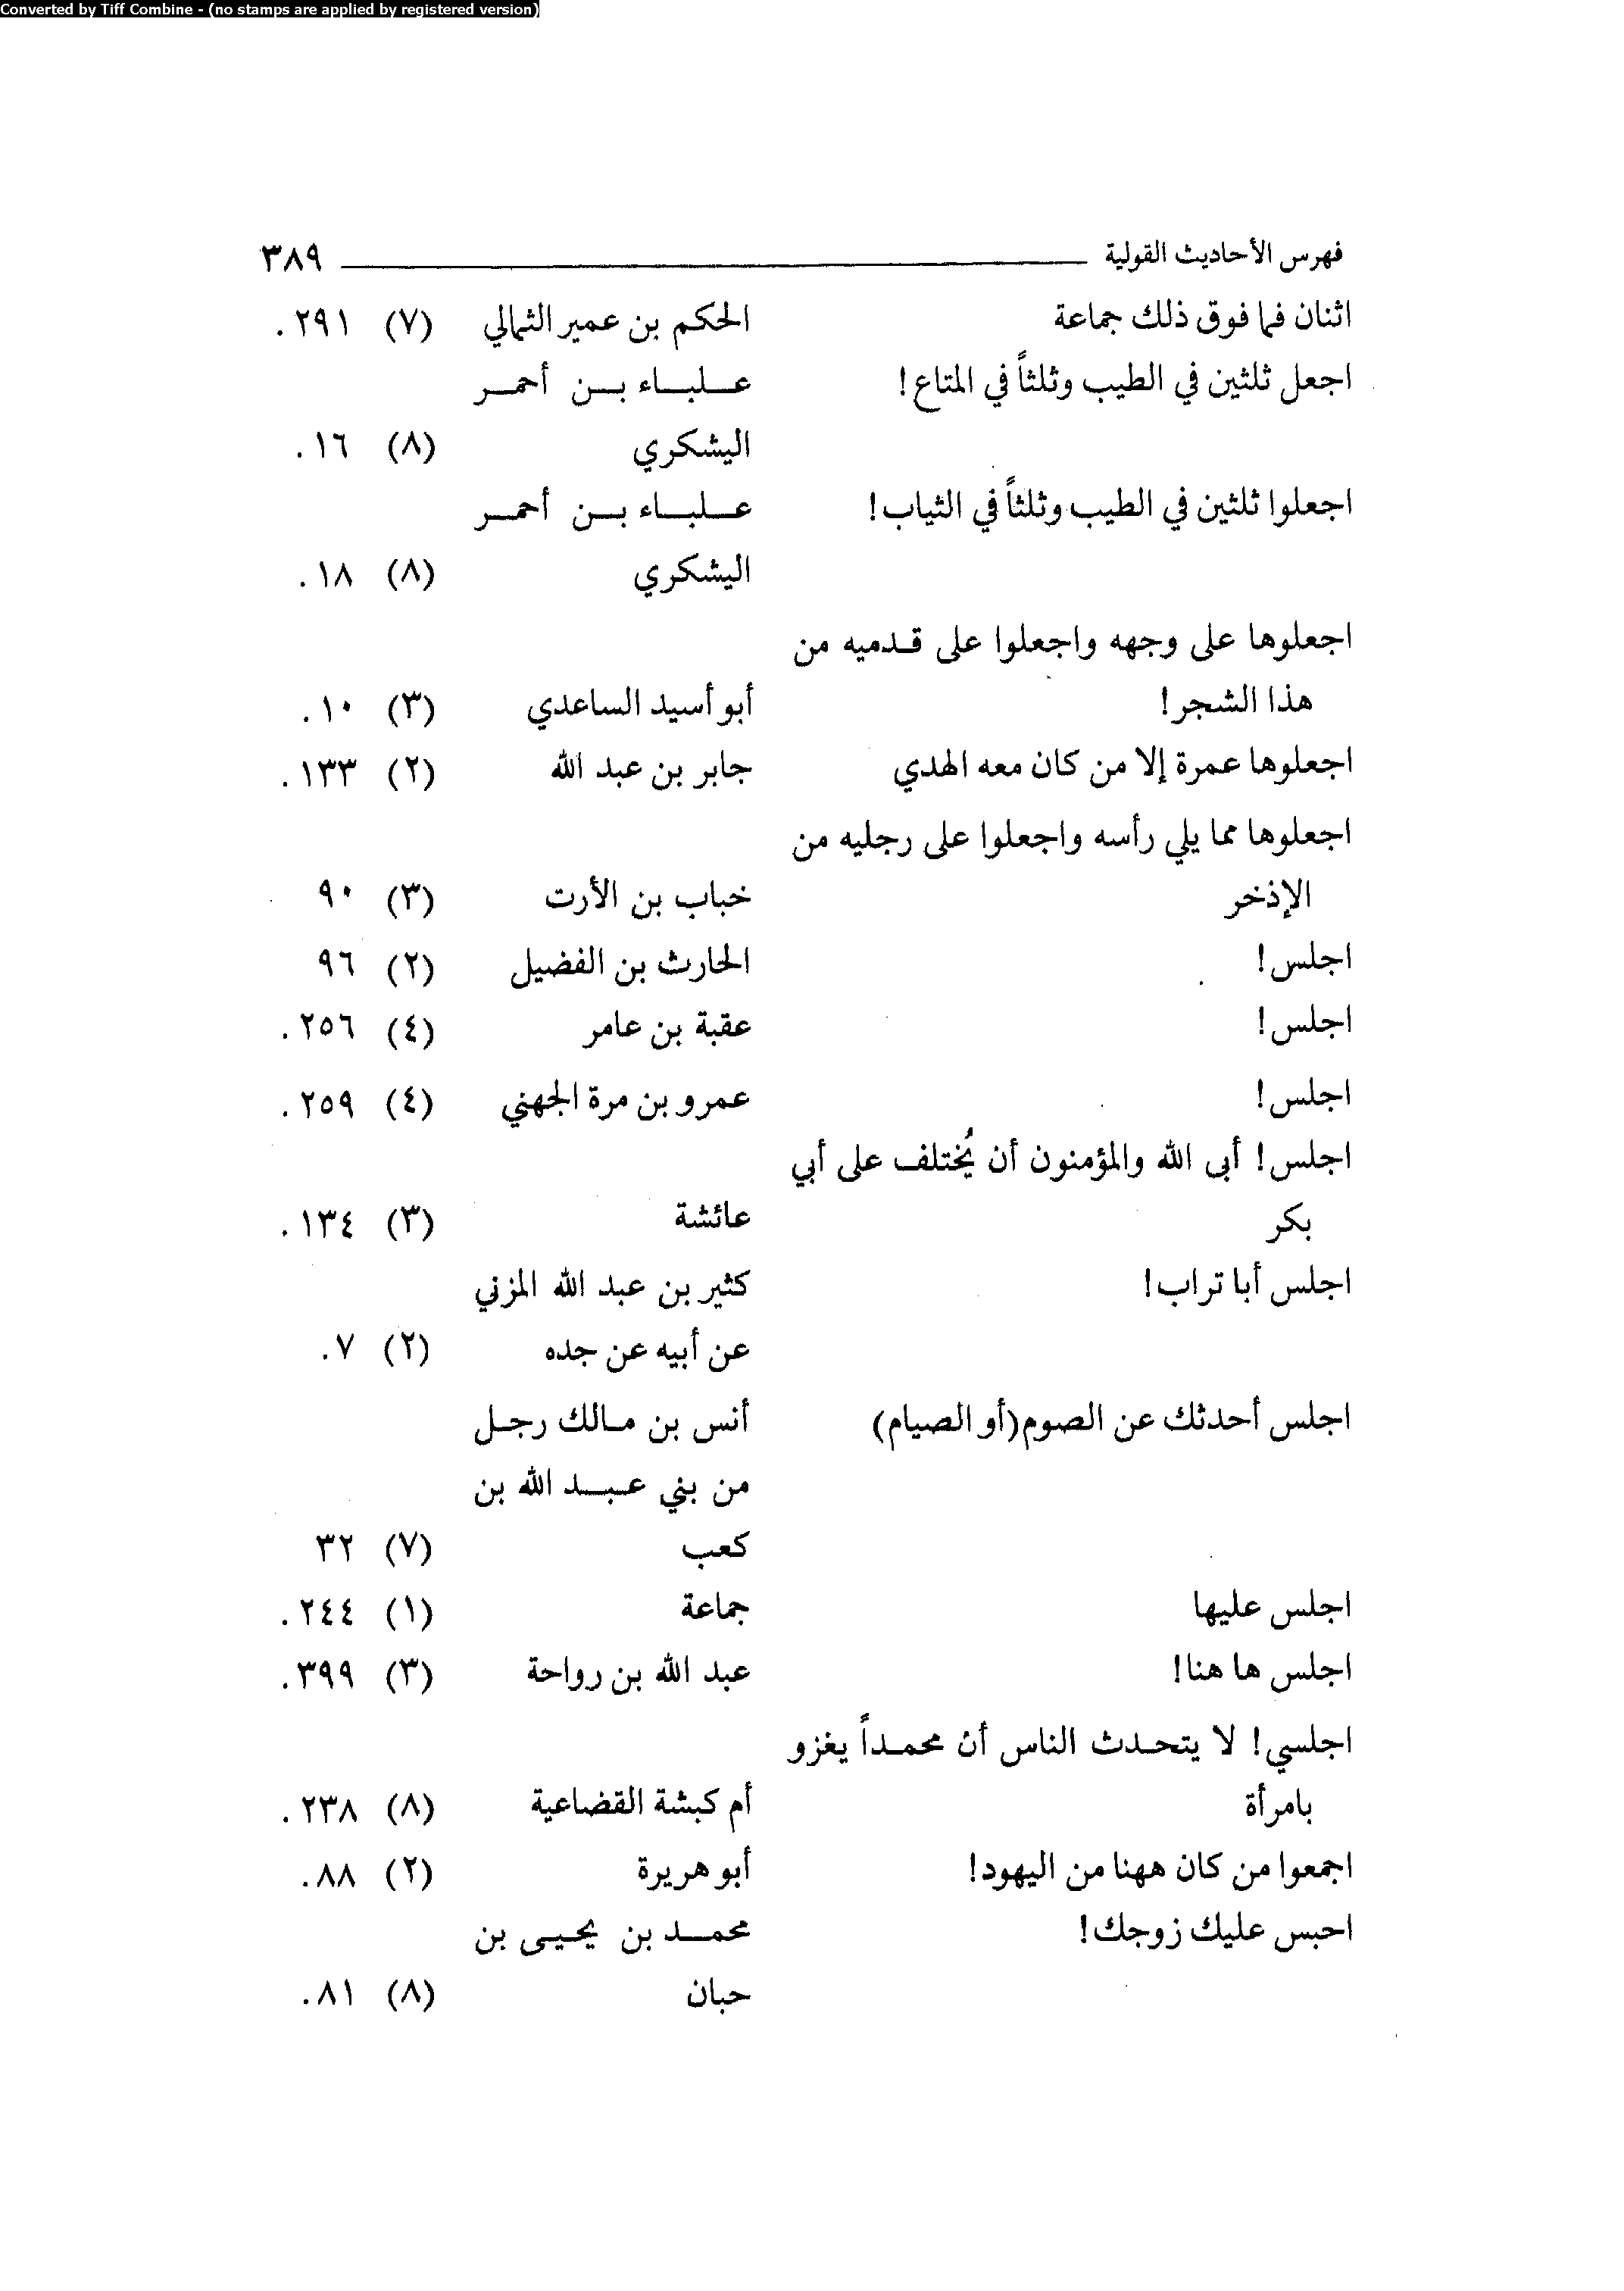 Converted by Tiff Combine - (no stamps are applied by registered version)
فهرس الأحاديث القولية ٣٨٩
اثنان فما فوق ذلك جماعة الحكم بن عمير الثمالي (٧) ٢٩١ .
اجعل ثلثين في الطيب وثلثاً في المتاع! علباء بن أحمر
اليشكري (٨) ١٦ .
اجعلوا ثلثين في الطيب وثلثاً في الثياب! علباء بن أحمر
اليشكري (٨) ١٨ .
اجعلوها على وجهه واجعلوا على قدميه من
هذا الشجر! أبو أسيد الساعدي (٣) ١٠ .
اجعلوها عمرة إلا من كان معه الهدي جابر بن عبد الله (٢) ١٣٣ .
اجعلوها مما يلي رأسه واجعلوا على رجليه من
الإذخر خباب بن الأرت (٣) ٩٠
اجلس! الحارث بن الفضيل (٢) ٩٦
اجلس! عقبة بن عامر (٤) ٢٥٦ .
اجلس! عمرو بن مرة الجهني (٤) ٢٥٩ .
اجلس! أبى الله والمؤمنون أن يُختلف على أبي
بكر عائشة (٣) ١٣٤ .
اجلس أبا تراب! كثير بن عبد الله المزني
عن أبيه عن جده (٢) ٧ .
اجلس أحدثك عن الصوم(أو الصيام) أنس بن مالك رجل
من بني عبد الله بن
كعب (٧) ٣٢
اجلس عليها جماعة (١) ٢٤٤ .
اجلس ها هنا! عبد الله بن رواحة (٣) ٣٩٩ .
اجلسي! لا يتحدث الناس أن محمداً يغزو
بامرأة أم كبشة القضاعية (٨) ٢٣٨ .
اجمعوا من كان ههنا من اليهود! أبو هريرة (٢) ٨٨ .
احبس عليك زوجك! محمد بن يحيى بن
حبان (٨) ٨١ .